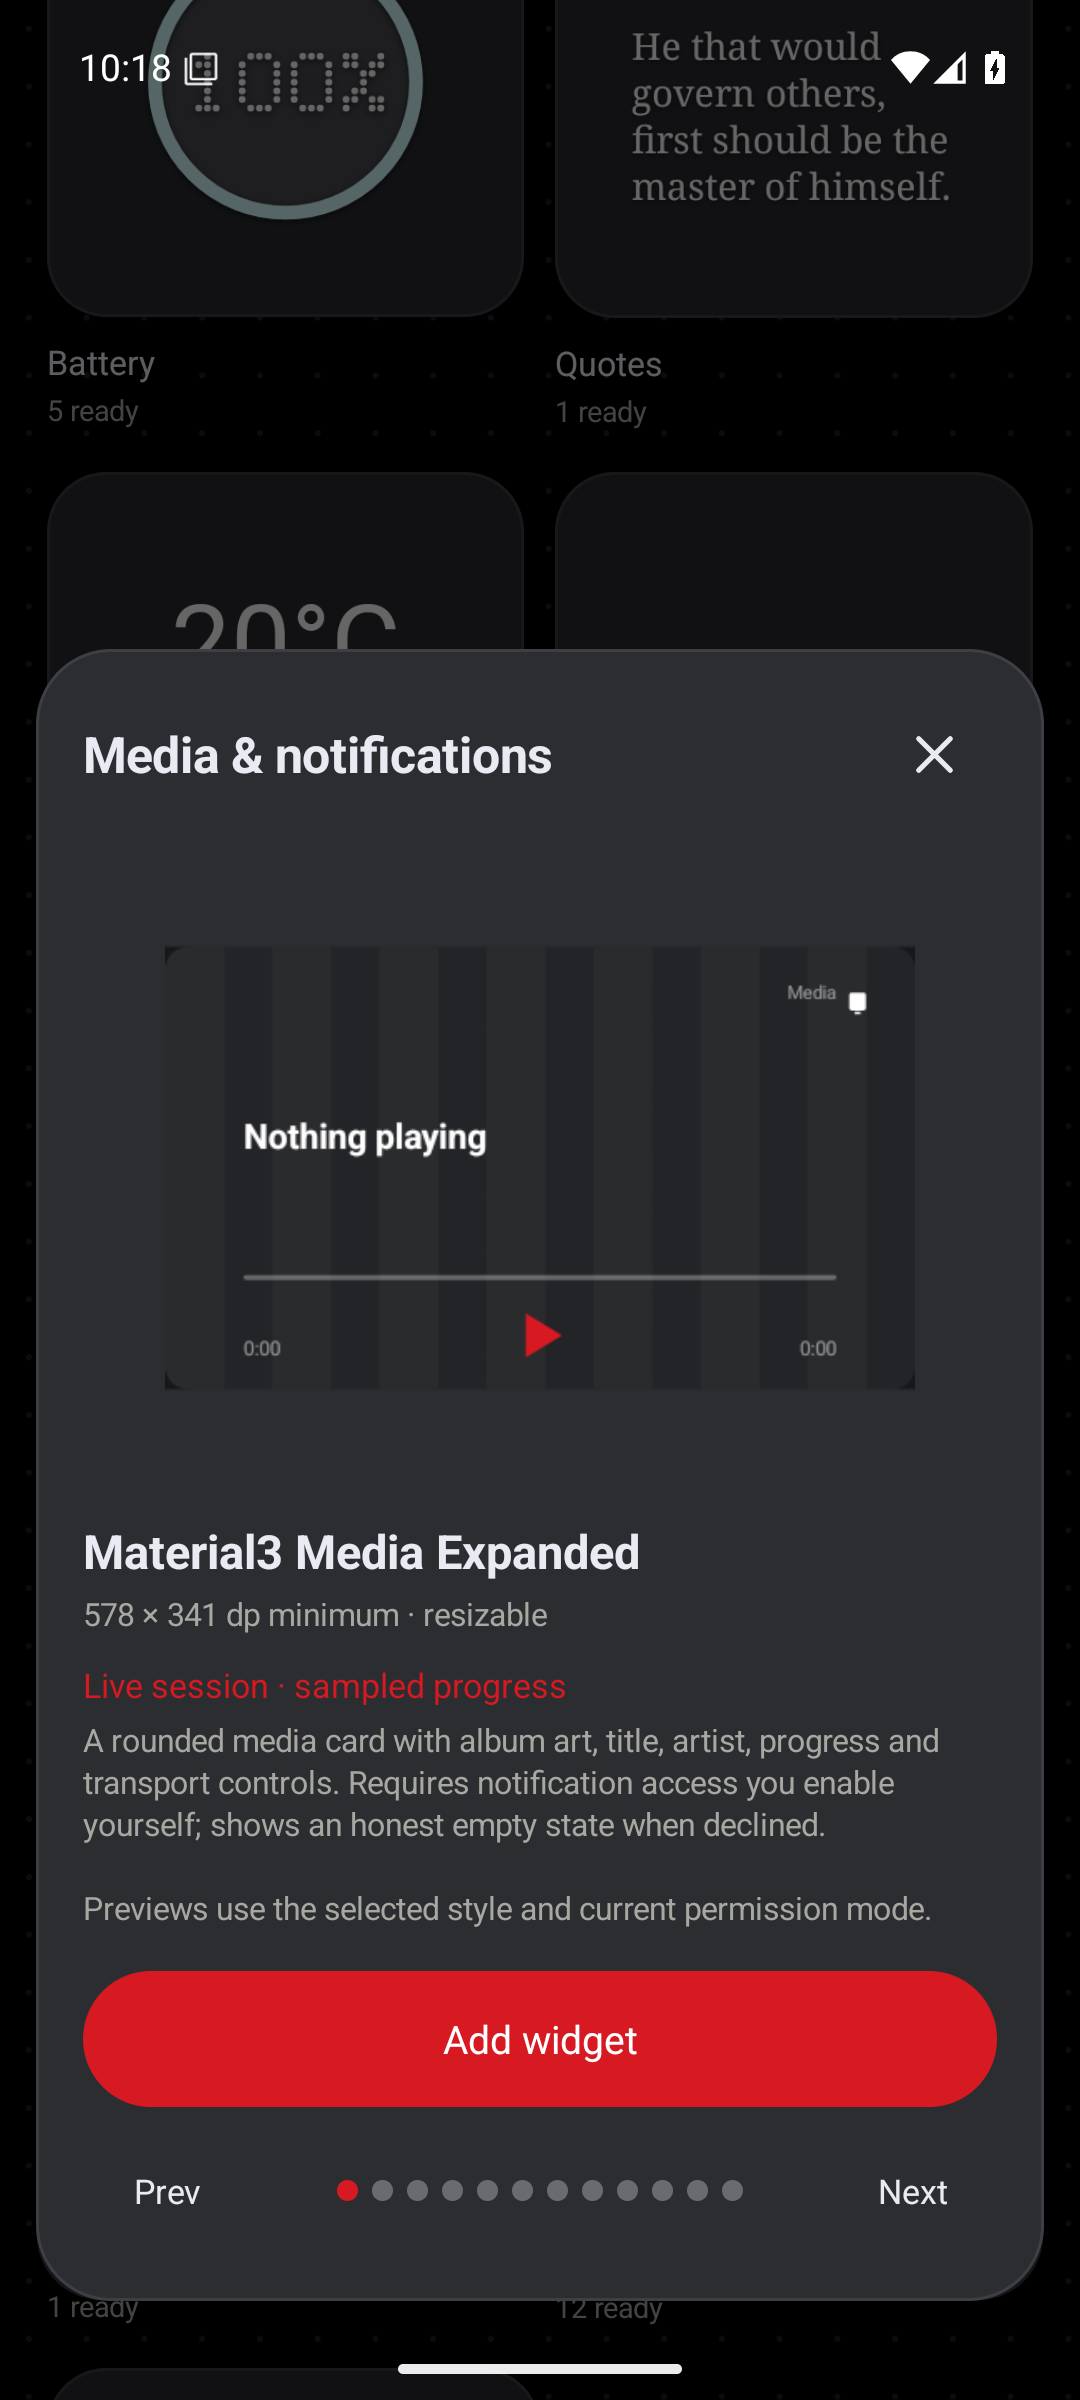 10:18
100%
He that would
govern others,
first should be the
master of himself.
Battery
5 ready
Quotes
1 ready
20°C
Media & notifications
Media
Nothing playing
0:00
0:00
Material3 Media Expanded
578 × 341 dp minimum · resizable
Live session · sampled progress
A rounded media card with album art, title, artist, progress and
transport controls. Requires notification access you enable
yourself; shows an honest empty state when declined.
Previews use the selected style and current permission mode.
Add widget
Prev
Next
1 ready
12 ready